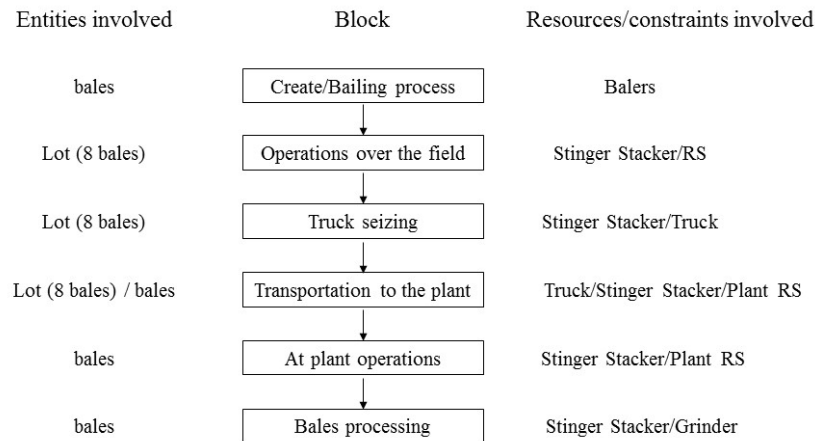 Entities involved Block Resources/constraints involved
bales Create/Bailing process Balers
Lot (8 bales) Operations over the field Stinger Stacker/RS
Lot (8 bales) Truck seizing Stinger Stacker/Truck
Lot (8 bales) / bales Transportation to the plant Truck/Stinger Stacker/Plant RS
bales At plant operations Stinger Stacker/Plant RS
bales Bales processing Stinger Stacker/Grinder